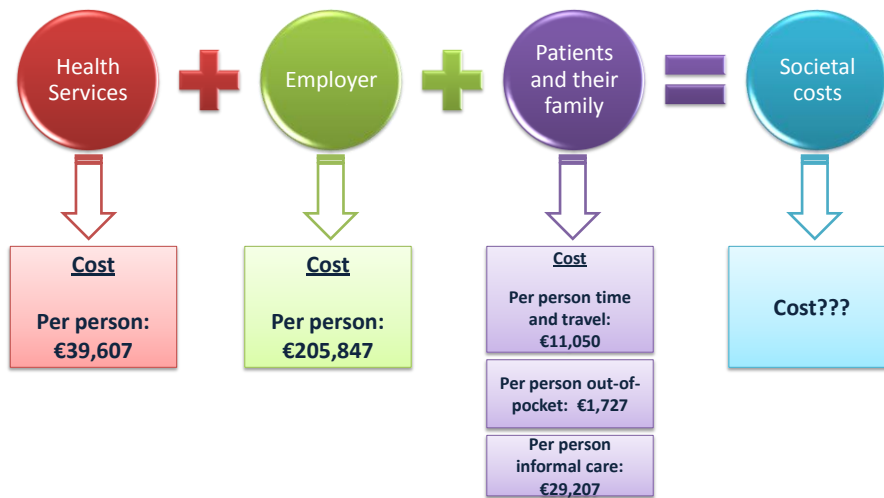 Health
Services
Employer
Patients
and their
family
Societal
costs
Cost
Per person:
€39,607
Cost
Per person:
€205,847
Cost
Per person time
and travel:
€11,050
Per person out-of-
pocket: €1,727
Per person
informal care:
€29,207
Cost???